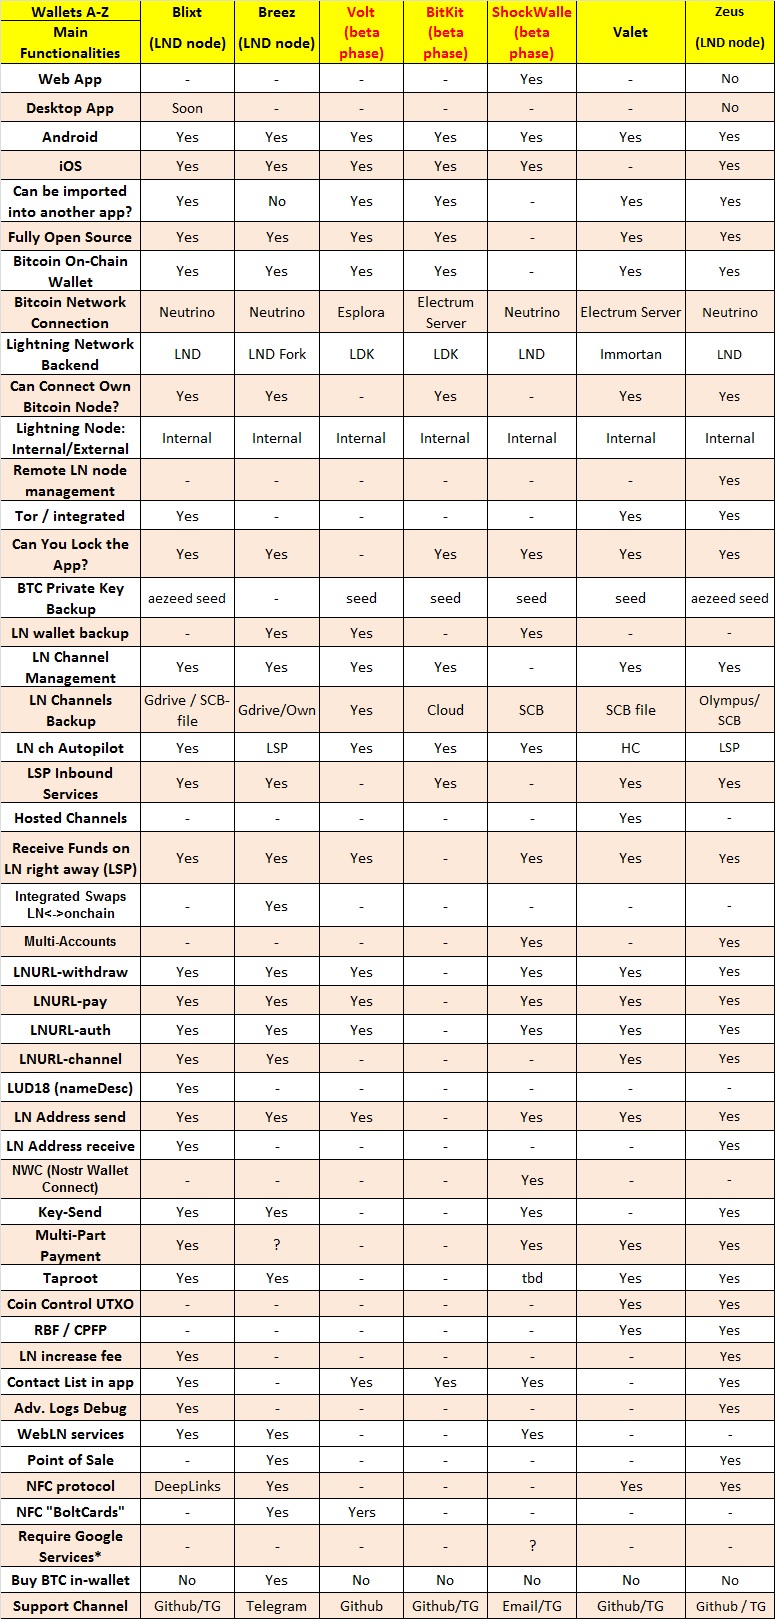 Wallets A-Z Blixt Breez Volt BitKit ShockWalle Valet Zeus
Main Functionalities (LND node) (LND node) (beta phase) (beta phase) (beta phase) (LND node)
Web App - - - - Yes - No
Desktop App Soon - - - - - No
Android Yes Yes Yes Yes Yes Yes Yes
iOS Yes Yes Yes Yes Yes - Yes
Can be imported into another app? Yes No Yes Yes - Yes Yes
Fully Open Source Yes Yes Yes Yes - Yes Yes
Bitcoin On-Chain Wallet Yes Yes Yes Yes - Yes Yes
Bitcoin Network Connection Neutrino Neutrino Esplora Electrum Server Neutrino Electrum Server Neutrino
Lightning Network Backend LND LND Fork LDK LDK LND Immortan LND
Can Connect Own Bitcoin Node? Yes Yes - Yes - Yes Yes
Lightning Node: Internal/External Internal Internal Internal Internal Internal Internal Internal
Remote LN node management - - - - - - Yes
Tor / integrated Yes - - - - Yes Yes
Can You Lock the App? Yes Yes - Yes Yes Yes Yes
BTC Private Key Backup aezeed seed - seed seed seed seed aezeed seed
LN wallet backup - Yes Yes - Yes - -
LN Channel Management Yes Yes Yes Yes - Yes Yes
LN Channels Backup Gdrive / SCB-file Gdrive/Own Yes Cloud SCB SCB file Olympus/ SCB
LN ch Autopilot Yes LSP Yes Yes Yes HC LSP
LSP Inbound Services Yes Yes - Yes - Yes Yes
Hosted Channels - - - - - Yes -
Receive Funds on LN right away (LSP) Yes Yes Yes - Yes Yes Yes
Integrated Swaps LN<->onchain - Yes - - - - -
Multi-Accounts - - - - Yes - Yes
LNURL-withdraw Yes Yes Yes - Yes Yes Yes
LNURL-pay Yes Yes Yes - Yes Yes Yes
LNURL-auth Yes Yes Yes - Yes Yes Yes
LNURL-channel Yes Yes - - - Yes Yes
LUD18 (nameDesc) Yes - - - - - -
LN Address send Yes Yes Yes - Yes Yes Yes
LN Address receive Yes - - - - - Yes
NWC (Nostr Wallet Connect) - - - - Yes - -
Key-Send Yes Yes - - Yes - Yes
Multi-Part Payment Yes ? - - Yes Yes Yes
Taproot Yes Yes - - tbd Yes Yes
Coin Control UTXO - - - - - Yes Yes
RBF / CPFP - - - - - Yes Yes
LN increase fee Yes - - - - - Yes
Contact List in app Yes - Yes Yes Yes - Yes
Adv. Logs Debug Yes - - - - - Yes
WebLN services Yes Yes - - Yes - -
Point of Sale - Yes - - - - Yes
NFC protocol DeepLinks Yes - - - Yes Yes
NFC "BoltCards" - Yes Yers - - - -
Require Google Services* - - - - ? - -
Buy BTC in-wallet No Yes No No No No No
Support Channel Github/TG Telegram Github Github/TG Email/TG Github/TG Github / TG